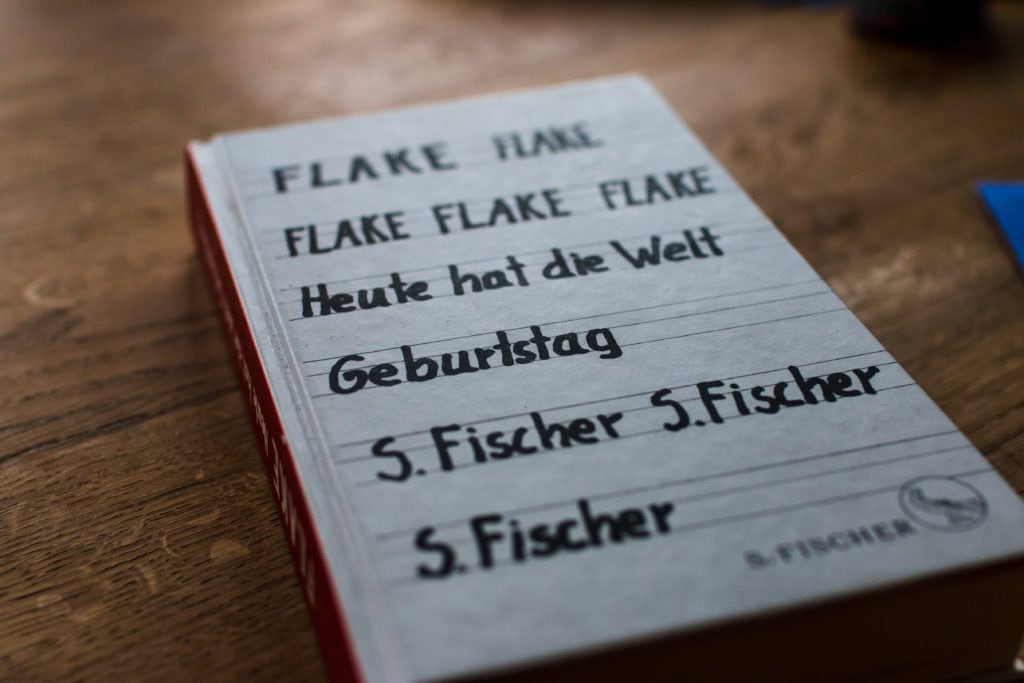 FLAKE FLAKE
FLAKE FLAKE FLAKE
Heute hat die Welt
Geburtstag
S. Fischer S. Fischer
S. Fischer
S. FISCHER